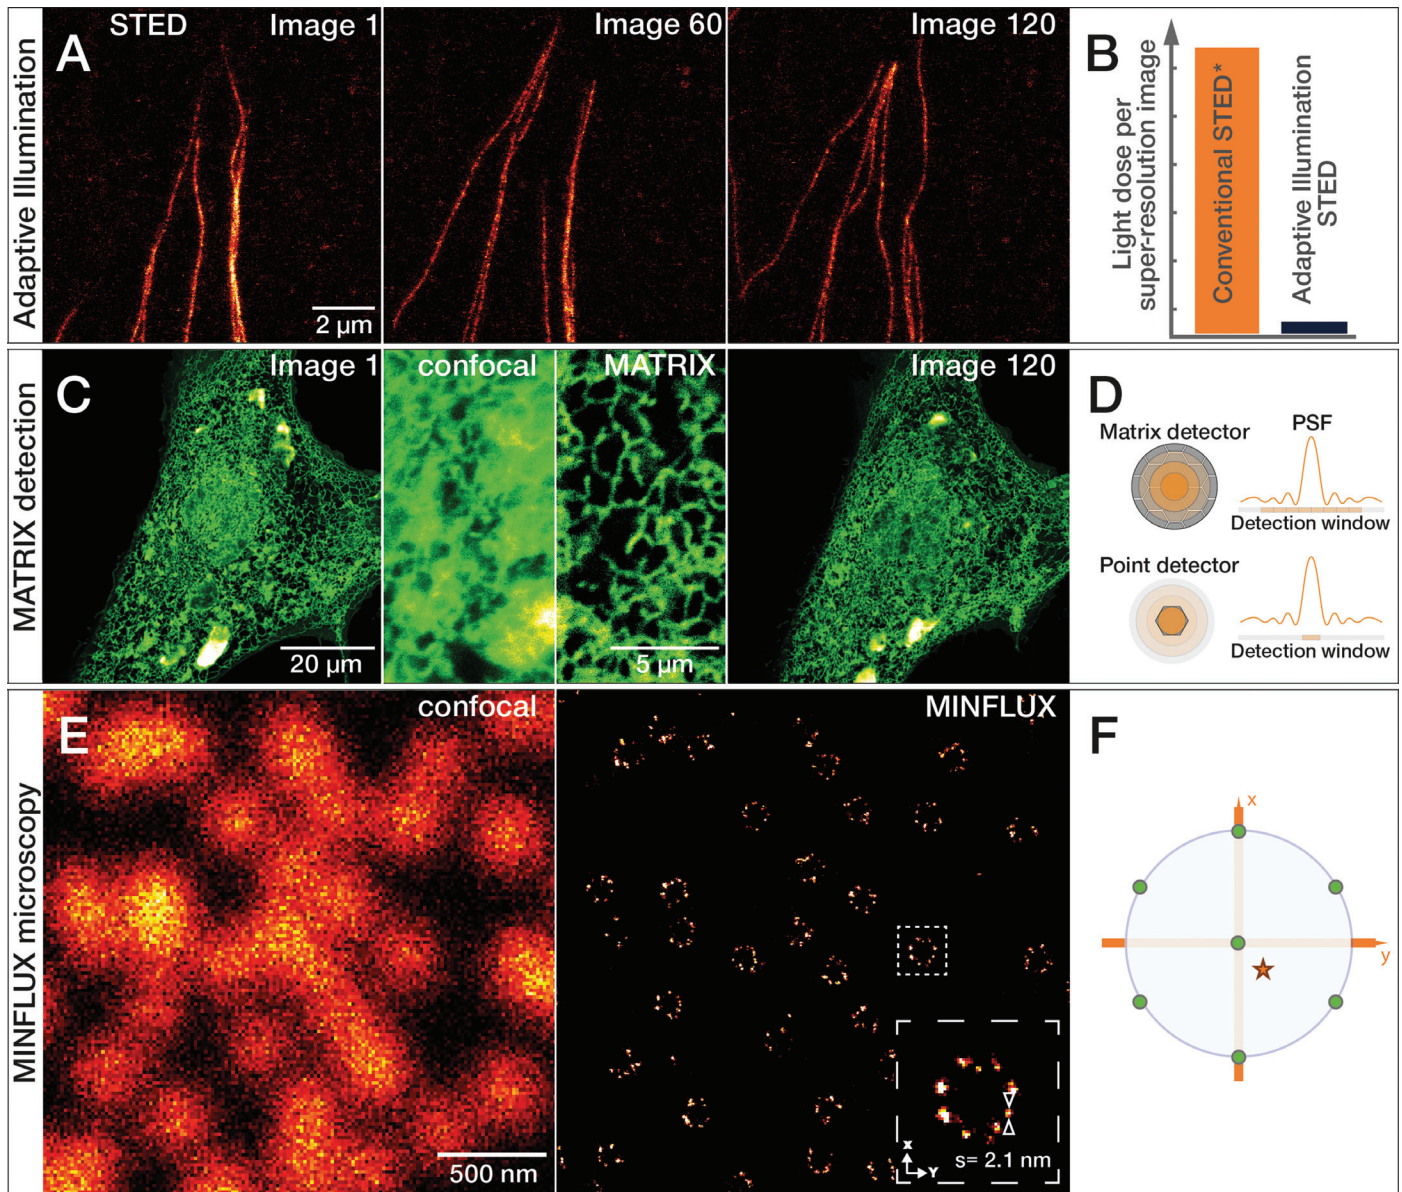 Adaptive Illumination
A
STED
Image 1
2 µm
Image 60
Image 120
B
Light dose per
super-resolution image
Conventional STED*
Adaptive Illumination
STED
MATRIX detection
C
Image 1
20 µm
confocal
MATRIX
5 µm
Image 120
D
Matrix detector
PSF
Detection window
Point detector
Detection window
MINFLUX microscopy
E
confocal
500 nm
MINFLUX
X
Y
s= 2.1 nm
F
x
y